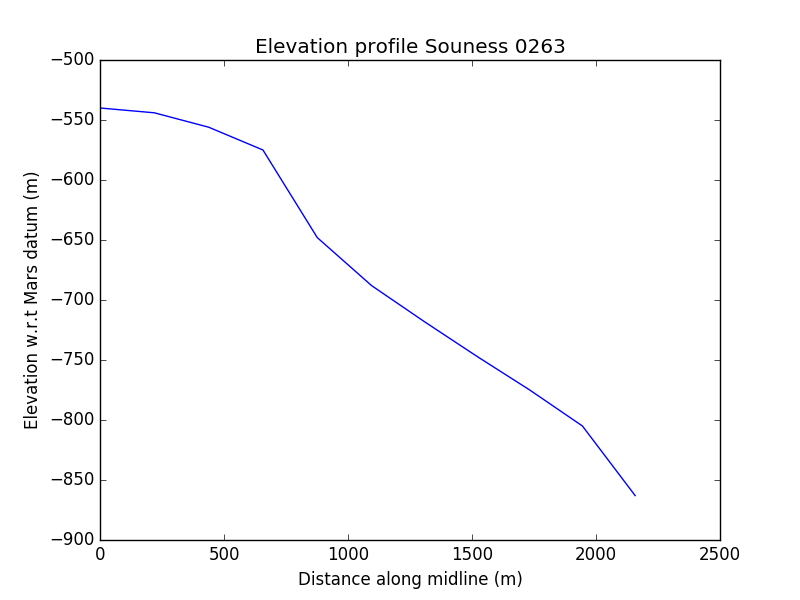 Elevation profile Souness 0263
−500
−550
−600
−650
−700
−750
−800
−850
−900
Elevation w.r.t Mars datum (m)
0 500 1000 1500 2000 2500
Distance along midline (m)